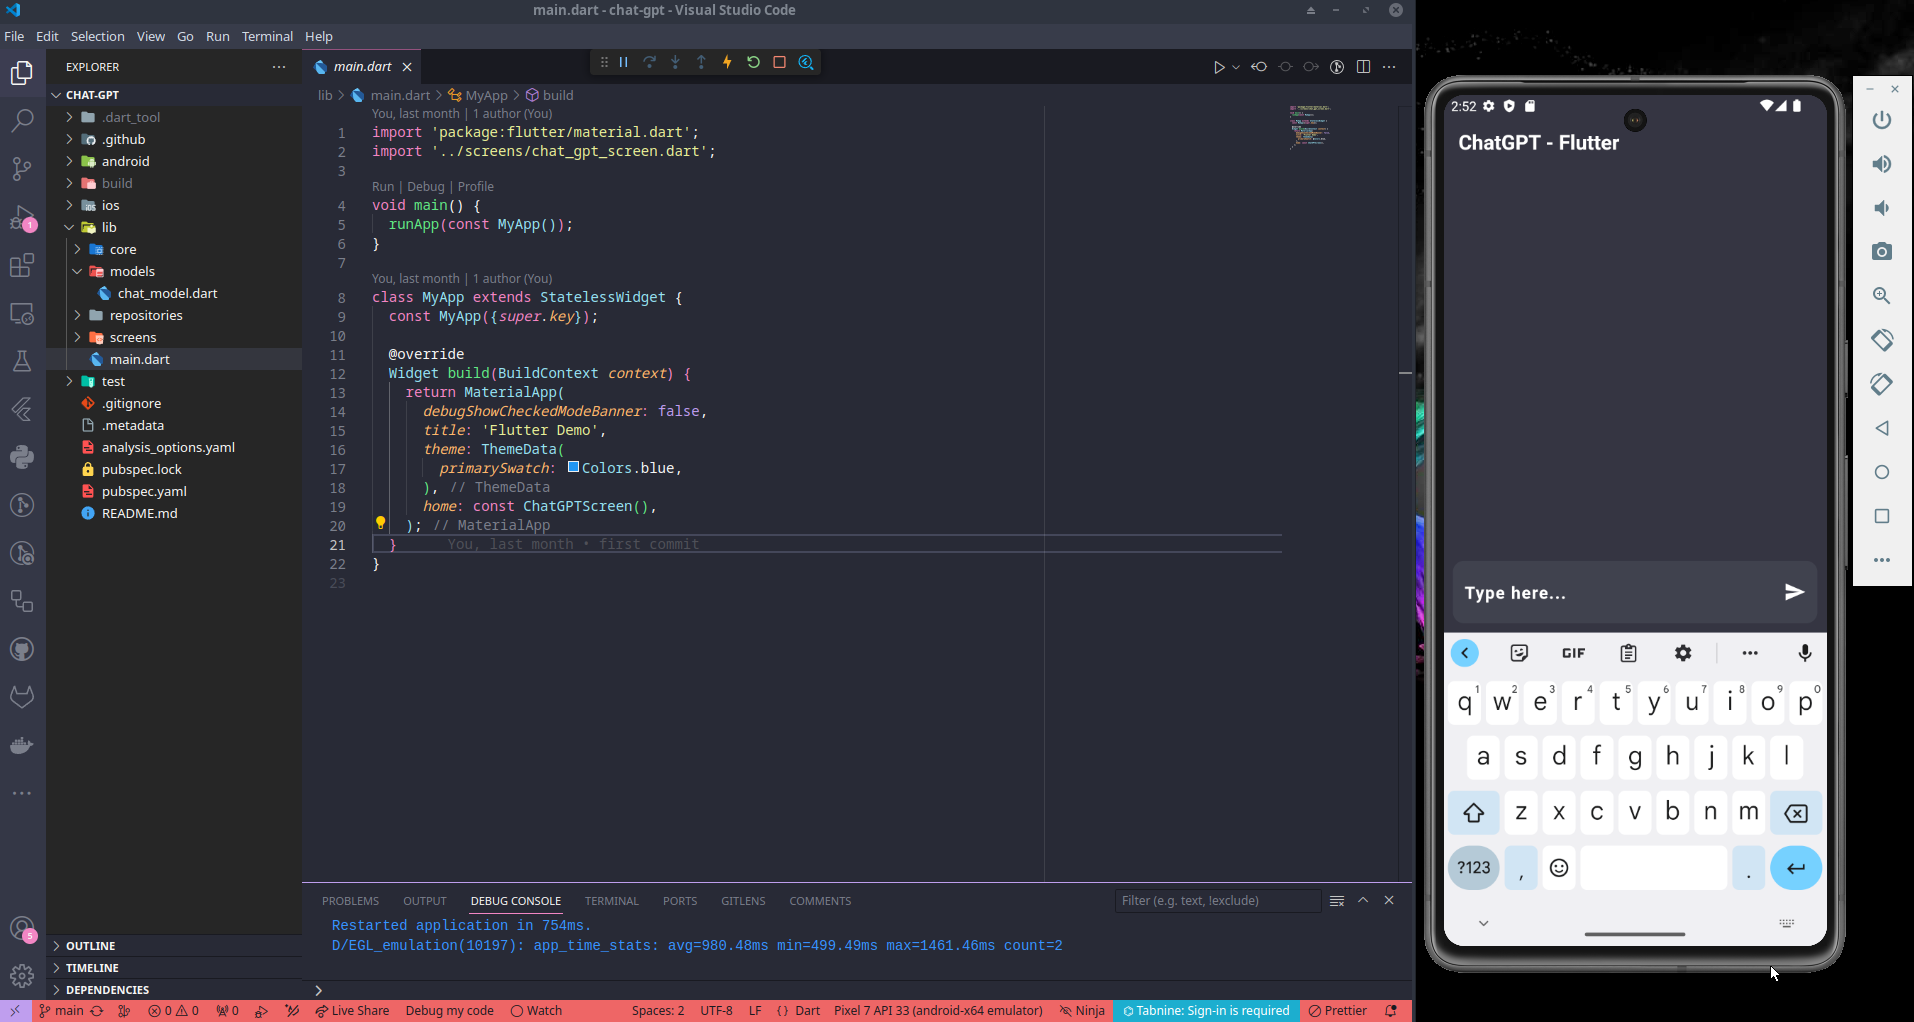 main.dart - chat-gpt - Visual Studio Code
File Edit Selection View Go Run Terminal Help
EXPLORER
CHAT-GPT
.dart_tool
.github
android
build
ios
lib
core
models
chat_model.dart
repositories
screens
main.dart
test
.gitignore
.metadata
analysis_options.yaml
pubspec.lock
pubspec.yaml
README.md
OUTLINE
TIMELINE
DEPENDENCIES
1
5
main.dart
lib > main.dart > MyApp > build
You, last month | 1 author (You)
1 import 'package:flutter/material.dart';
2 import '../screens/chat_gpt_screen.dart';
3
Run | Debug | Profile
4 void main() {
5 runApp(const MyApp());
6 }
7
You, last month | 1 author (You)
8 class MyApp extends StatelessWidget {
9 const MyApp({super.key});
10
11 @override
12 Widget build(BuildContext context) {
13 return MaterialApp(
14 debugShowCheckedModeBanner: false,
15 title: 'Flutter Demo',
16 theme: ThemeData(
17 primarySwatch: Colors.blue,
18 ), // ThemeData
19 home: const ChatGPTScreen(),
20 ); // MaterialApp
21 } You, last month • first commit
22 }
23
PROBLEMS OUTPUT DEBUG CONSOLE TERMINAL PORTS GITLENS COMMENTS
Filter (e.g. text, !exclude)
Restarted application in 754ms.
D/EGL_emulation(10197): app_time_stats: avg=980.48ms min=499.49ms max=1461.46ms count=2
main 0 0 0 Live Share Debug my code Watch Spaces: 2 UTF-8 LF { } Dart Pixel 7 API 33 (android-x64 emulator) Ninja Tabnine: Sign-in is required Prettier
2:52
ChatGPT - Flutter
Type here...
GIF
q1 w2 e3 r4 t5 y6 u7 i8 o9 p0
a s d f g h j k l
z x c v b n m
?123 , .